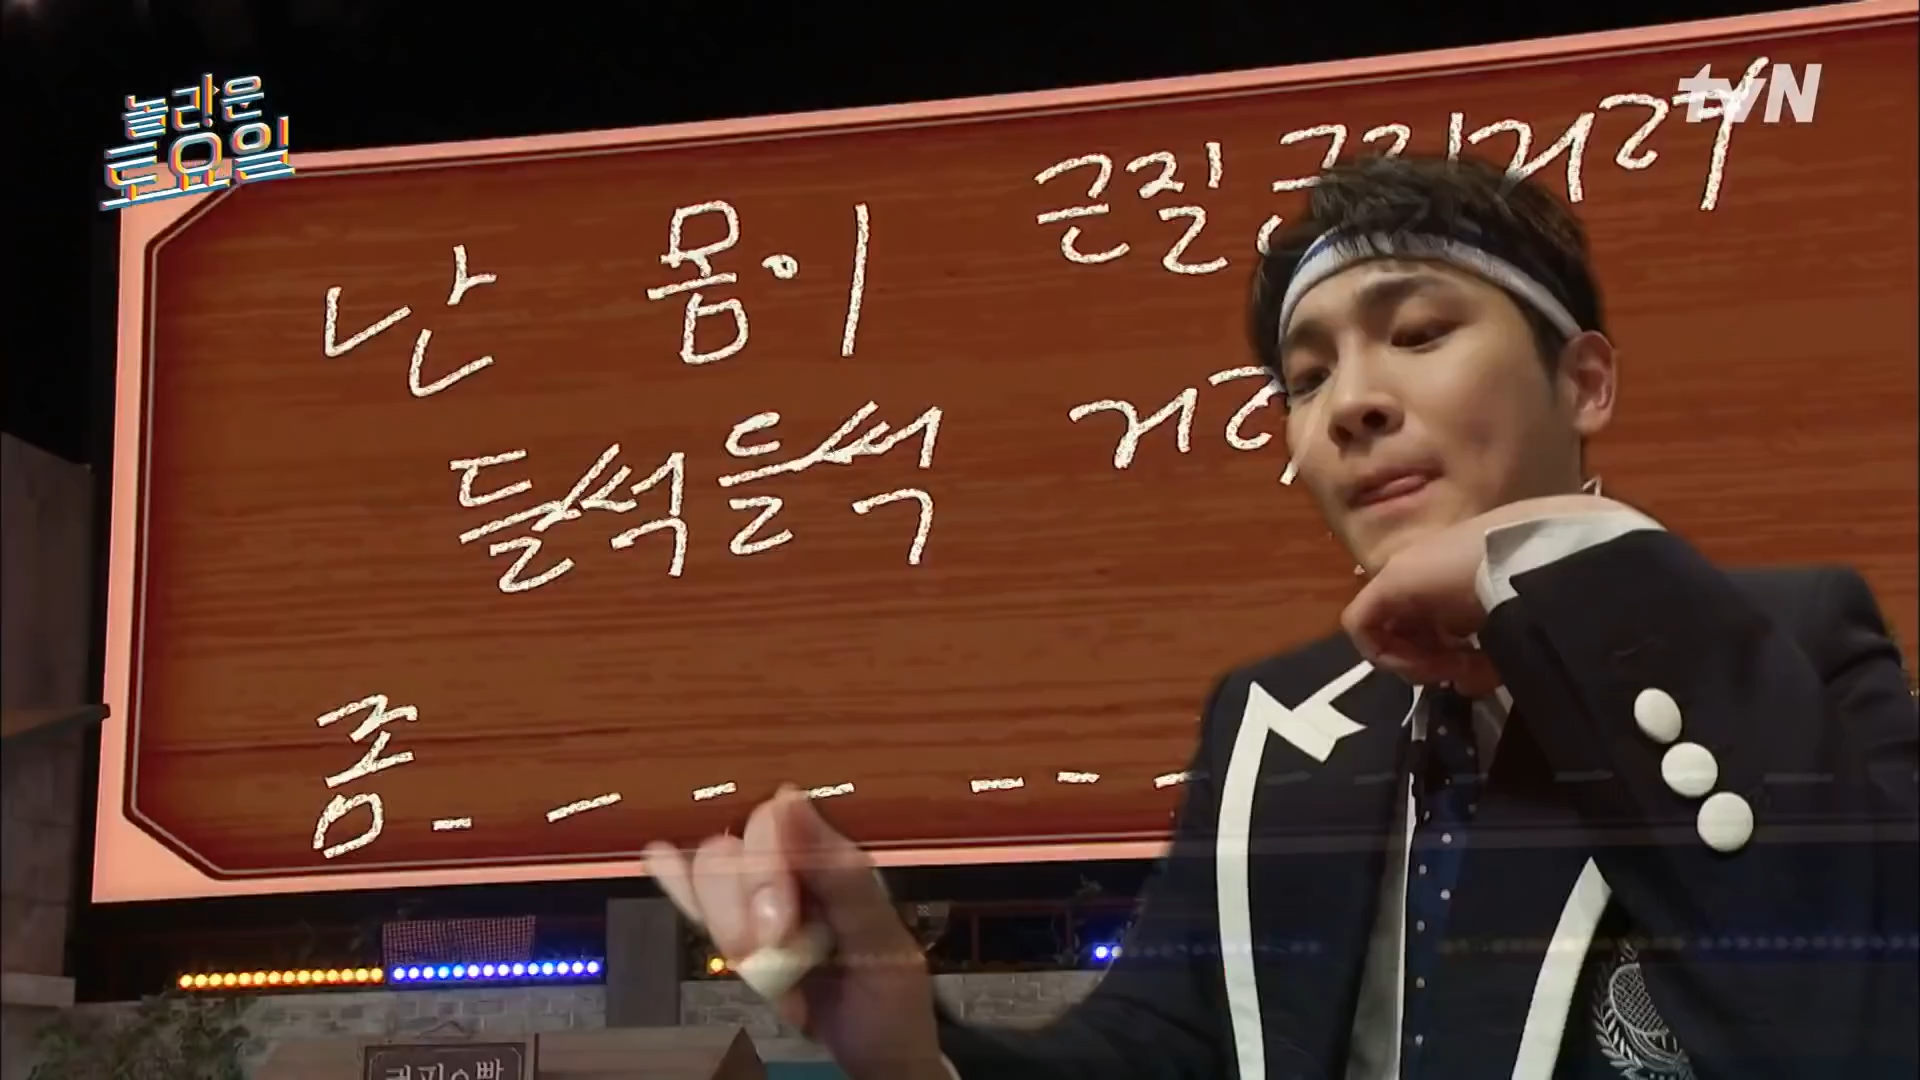 놀라운
토요일
tvN
난 몸이 근질근질거려
들썩들썩 거려
좀_ _ _ _ _ _ _